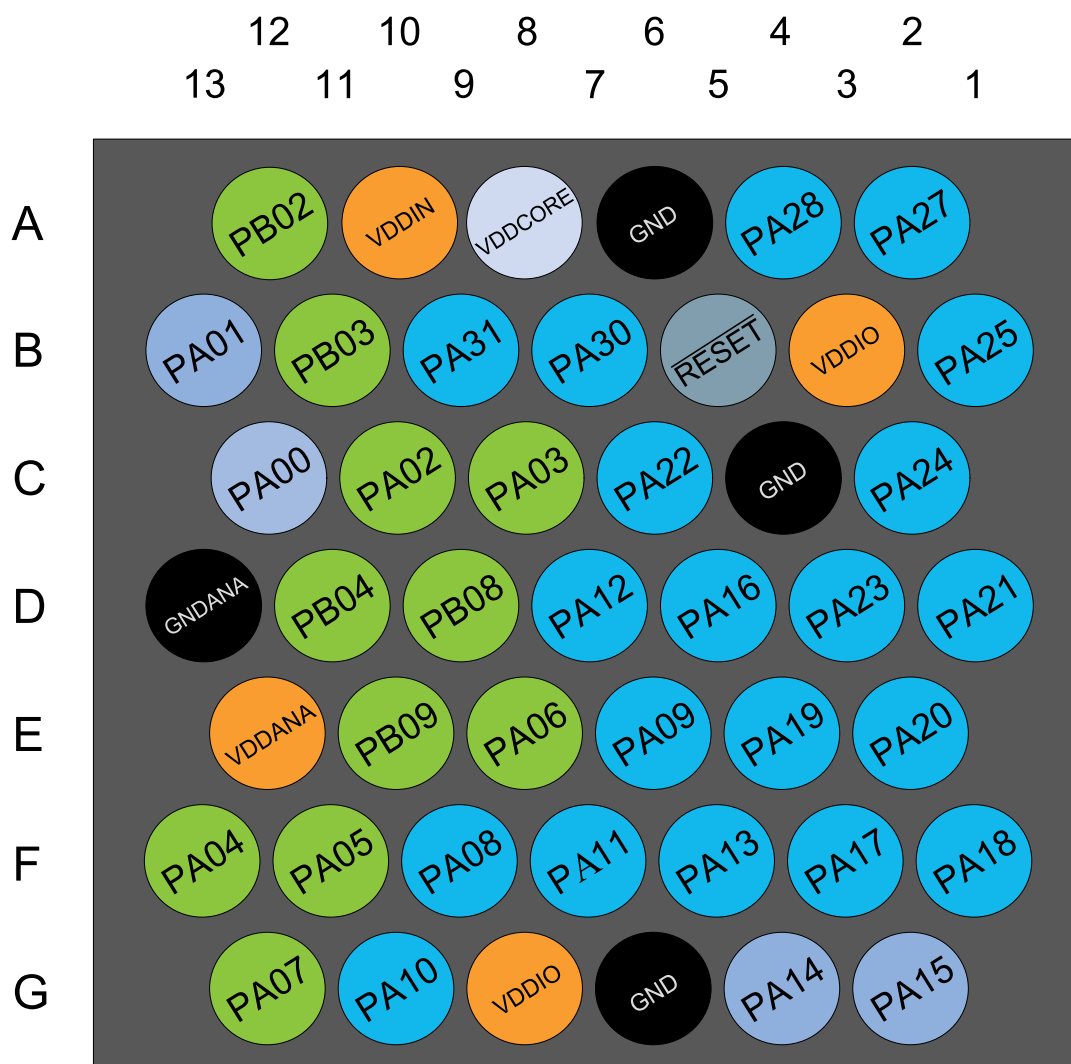 12 10 8 6 4 2
13 11 9 7 5 3 1
A PB02 VDDIN VDDCORE GND PA28 PA27
B PA01 PB03 PA31 PA30 RESET VDDIO PA25
C PA00 PA02 PA03 PA22 GND PA24
D GNDANA PB04 PB08 PA12 PA16 PA23 PA21
E VDDANA PB09 PA06 PA09 PA19 PA20
F PA04 PA05 PA08 PA11 PA13 PA17 PA18
G PA07 PA10 VDDIO GND PA14 PA15